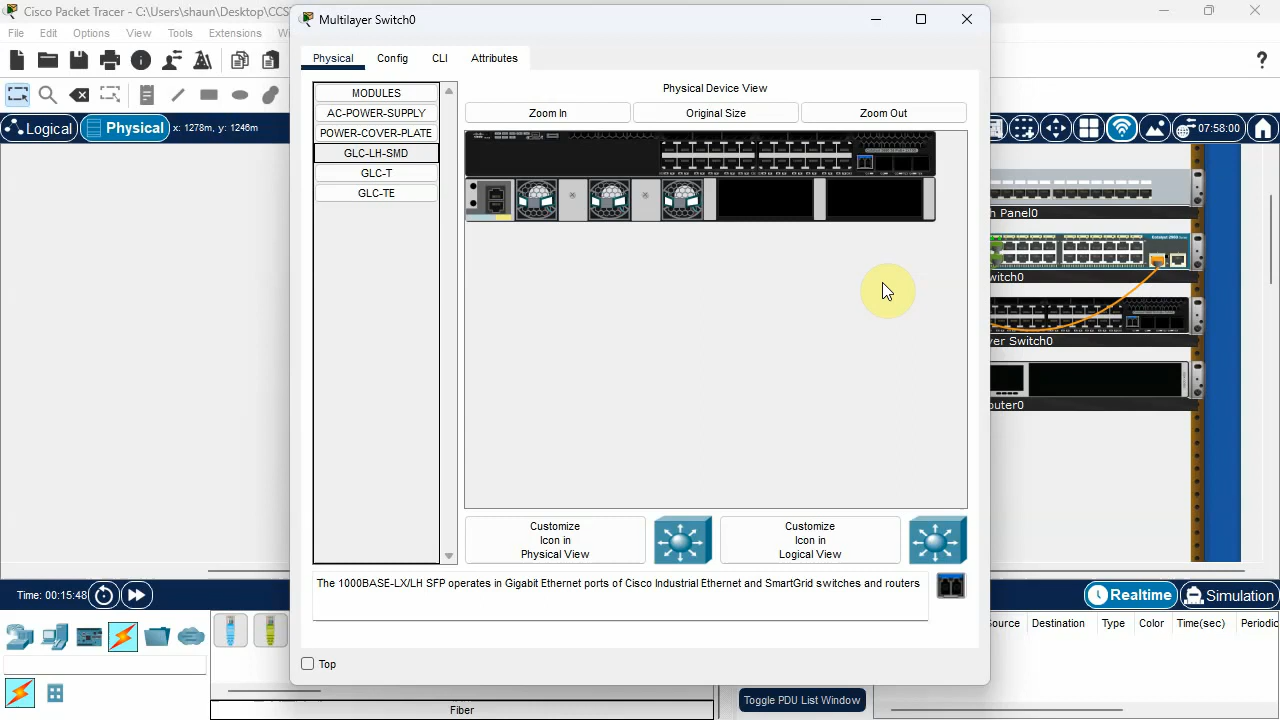 Cisco Packet Tracer - C:\Users\shaun\Desktop\CCS
Multilayer Switch0
File Edit Options View Tools Extensions Wi
Physical Config CLI Attributes
Logical Physical x: 1278m, y: 1246m
07:58:00
MODULES
AC-POWER-SUPPLY
POWER-COVER-PLATE
GLC-LH-SMD
GLC-T
GLC-TE
Physical Device View
Zoom In Original Size Zoom Out
n Panel0
witch0
er Switch0
outer0
Customize
Icon in
Physical View
Customize
Icon in
Logical View
The 1000BASE-LX/LH SFP operates in Gigabit Ethernet ports of Cisco Industrial Ethernet and SmartGrid switches and routers
Top
Time: 00:15:48
Realtime Simulation
ource Destination Type Color Time(sec) Periodic
Toggle PDU List Window
Fiber